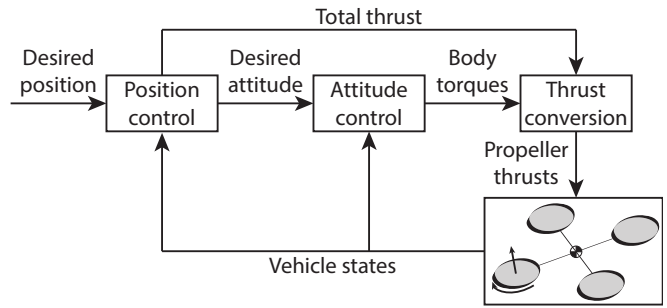 Total thrust
Desired
position
Position
control
Desired
attitude
Attitude
control
Body
torques
Thrust
conversion
Propeller
thrusts
Vehicle states